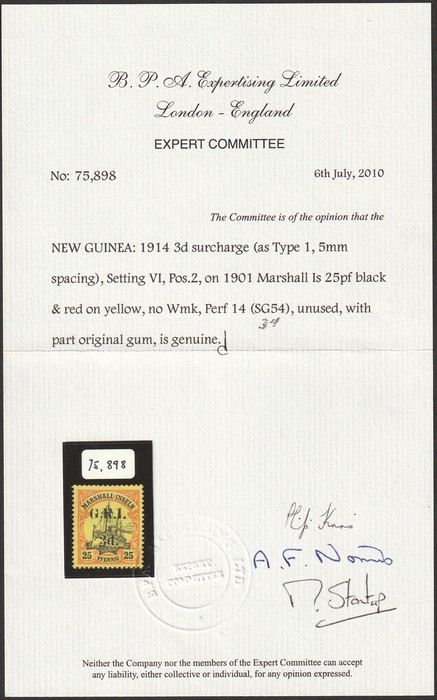 B. P. A. Expertising Limited
London - England
EXPERT COMMITTEE
No: 75,898
6th July, 2010
The Committee is of the opinion that the
NEW GUINEA: 1914 3d surcharge (as Type 1, 5mm
spacing), Setting VI, Pos.2, on 1901 Marshall Is 25pf black
& red on yellow, no Wmk, Perf 14 (SG54), unused, with
34
part original gum, is genuine.
75,898
MARSHALL-INSELN
G.R.I.
3d.
25 PFENNIG 25
EXPERT
COMMITTEE
A. F. Norris
Neither the Company nor the members of the Expert Committee can accept
any liability, either collective or individual, for any opinion expressed.